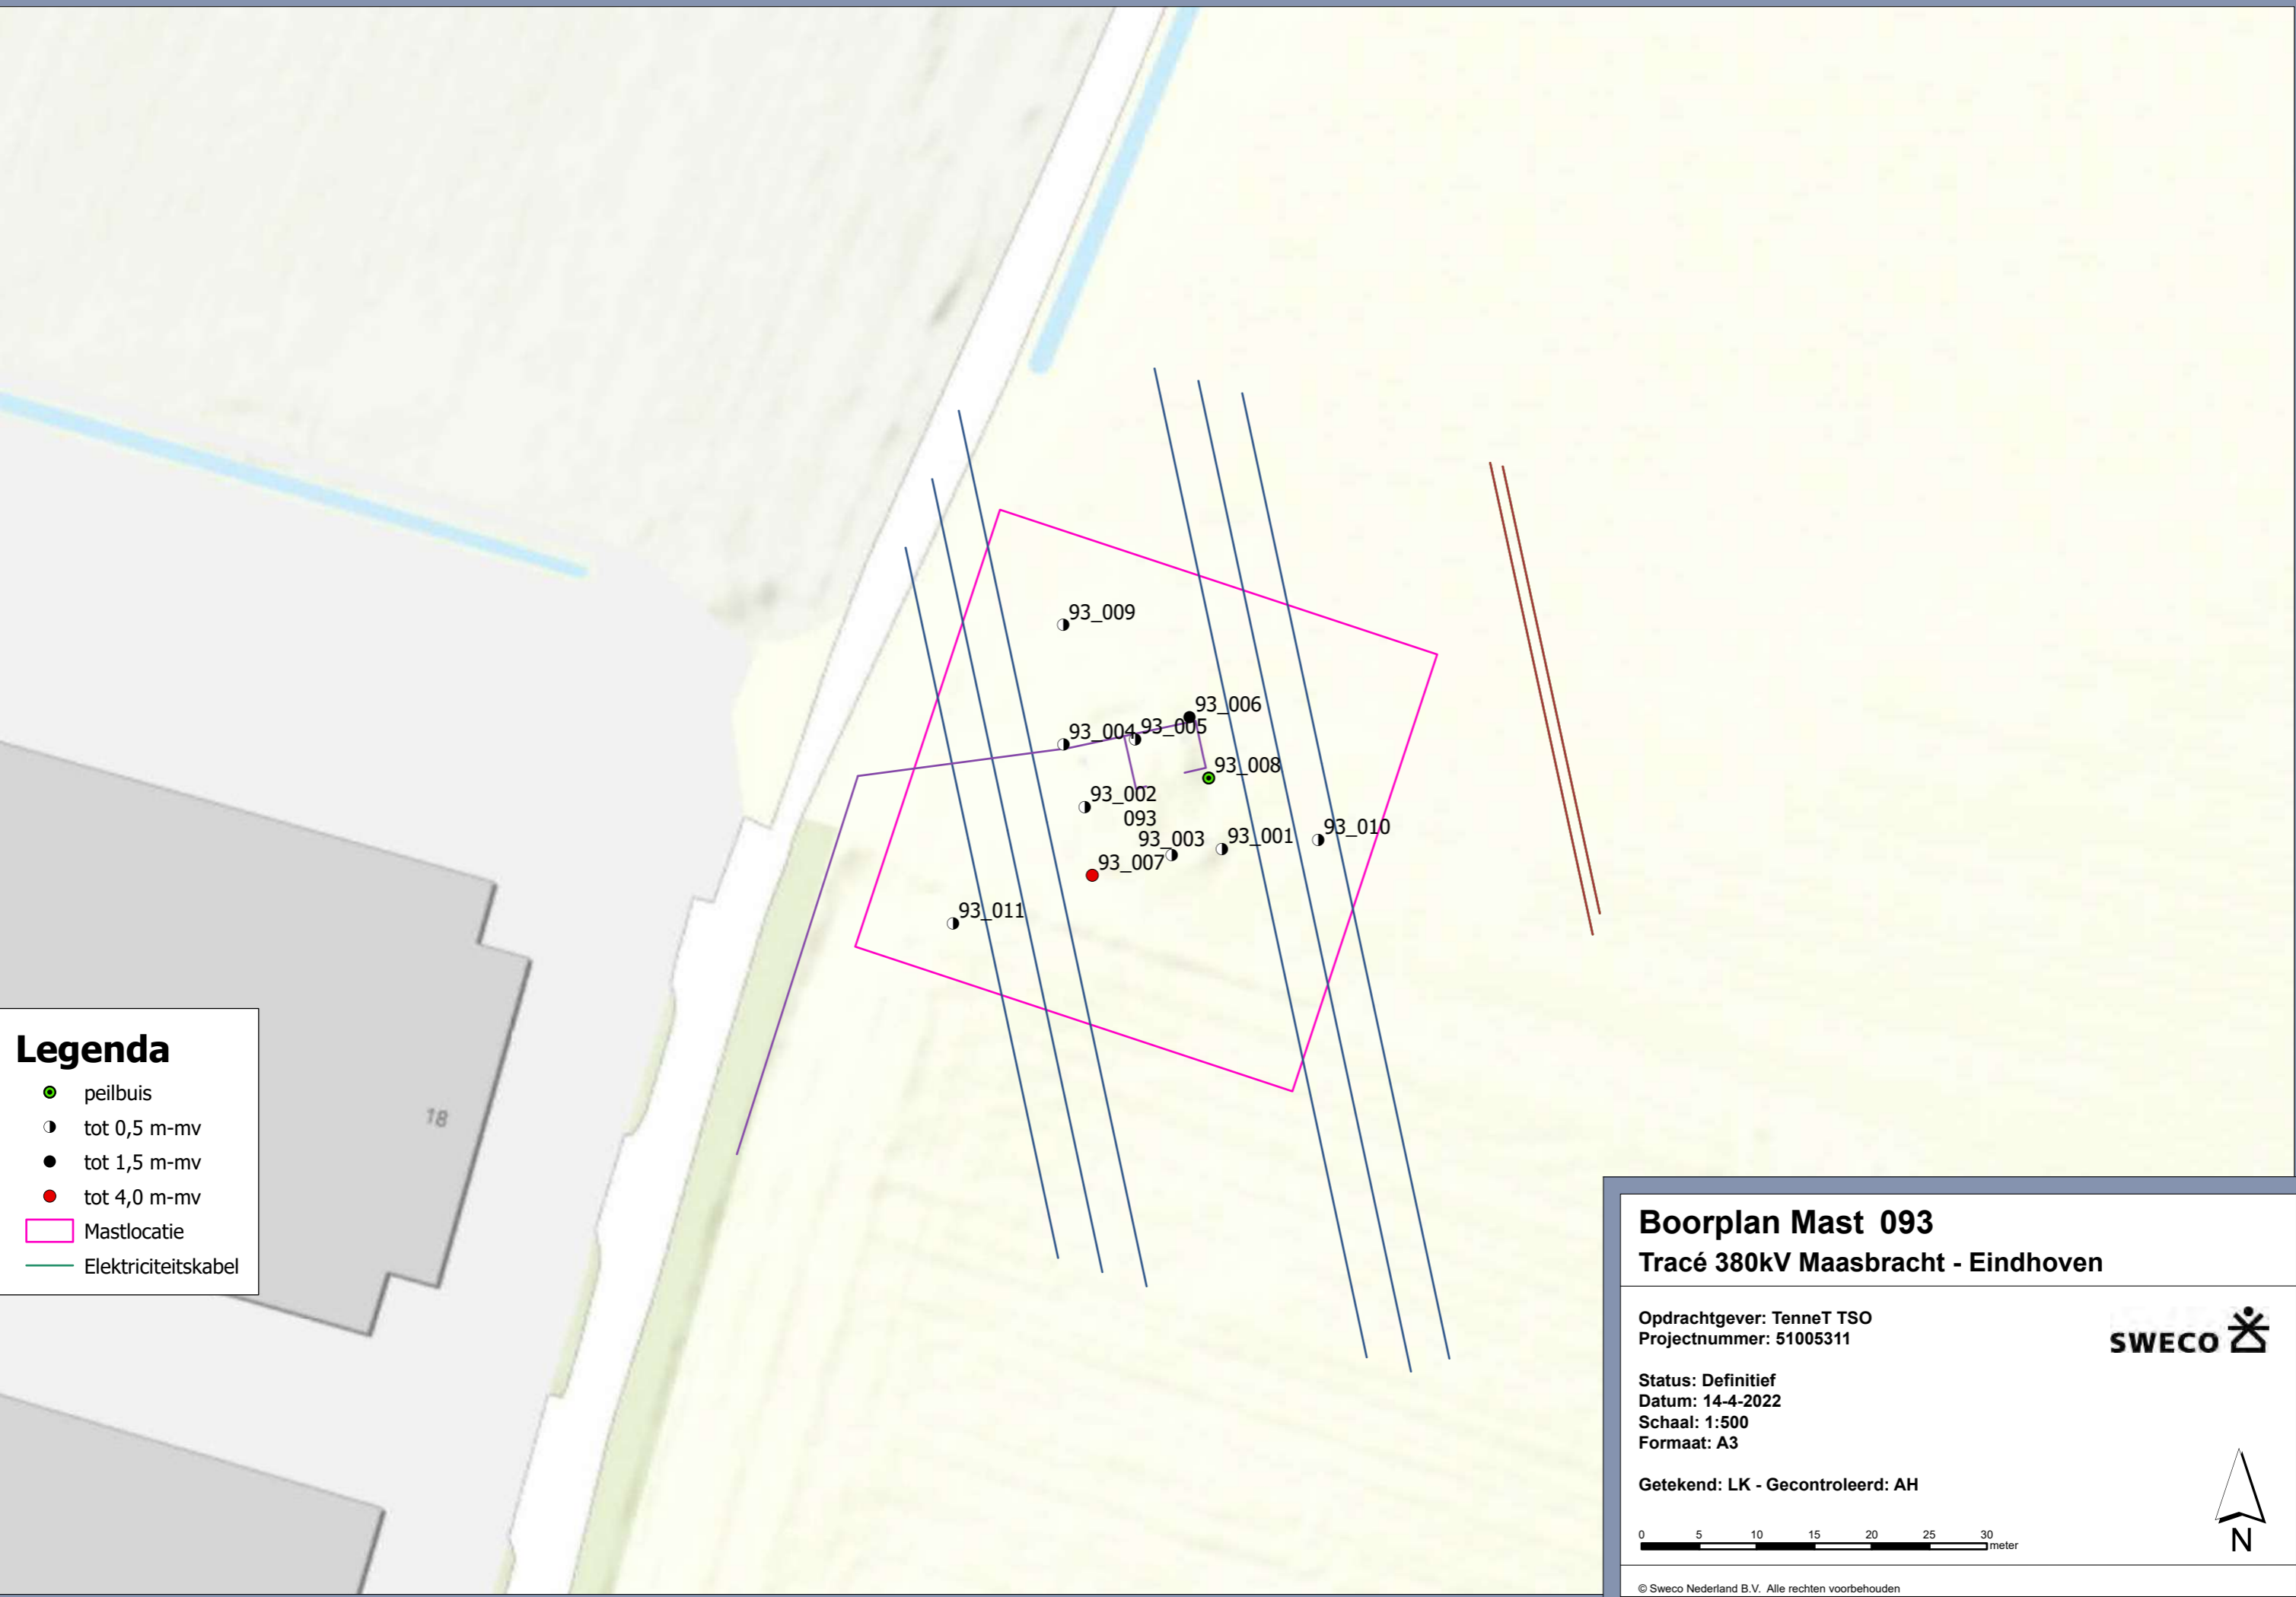 93_009
93_006
93_004
93_005
93_008
93_002
093
93_003
93_001
93_010
93_007
93_011
18
Legenda
peilbuis
tot 0,5 m-mv
tot 1,5 m-mv
tot 4,0 m-mv
Mastlocatie
Elektriciteitskabel
Boorplan Mast 093
Tracé 380kV Maasbracht - Eindhoven
Opdrachtgever: TenneT TSO
Projectnummer: 51005311
SWECO
Status: Definitief
Datum: 14-4-2022
Schaal: 1:500
Formaat: A3
Getekend: LK - Gecontroleerd: AH
0 5 10 15 20 25 30
meter
N
© Sweco Nederland B.V. Alle rechten voorbehouden